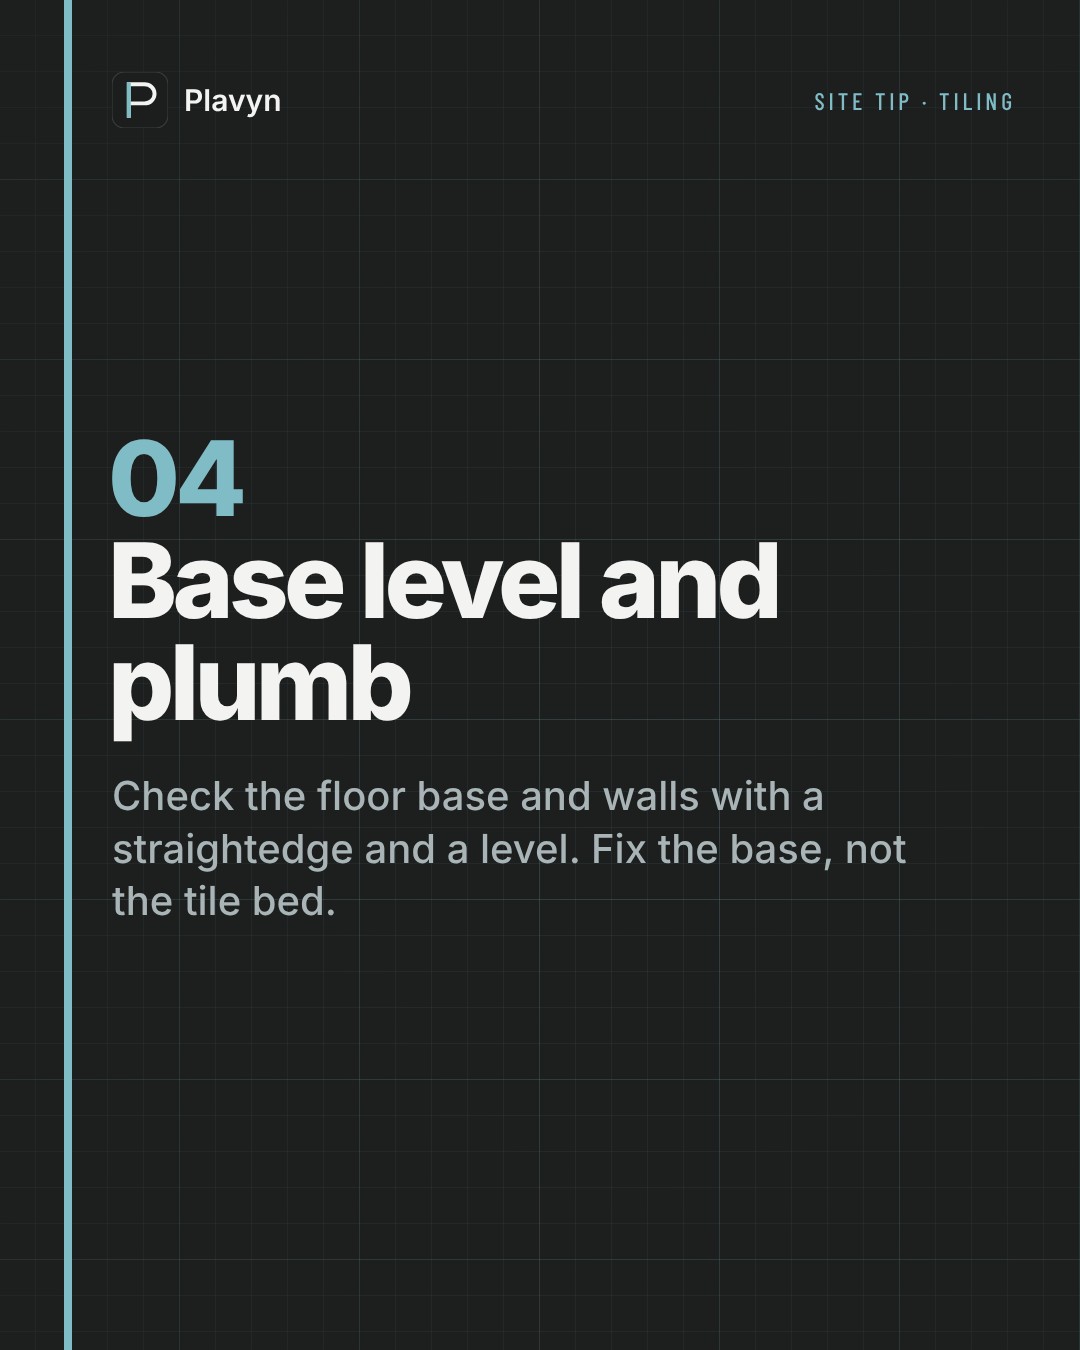 Plavyn
SITE TIP · TILING
04
Base level and
plumb
Check the floor base and walls with a
straightedge and a level. Fix the base, not
the tile bed.